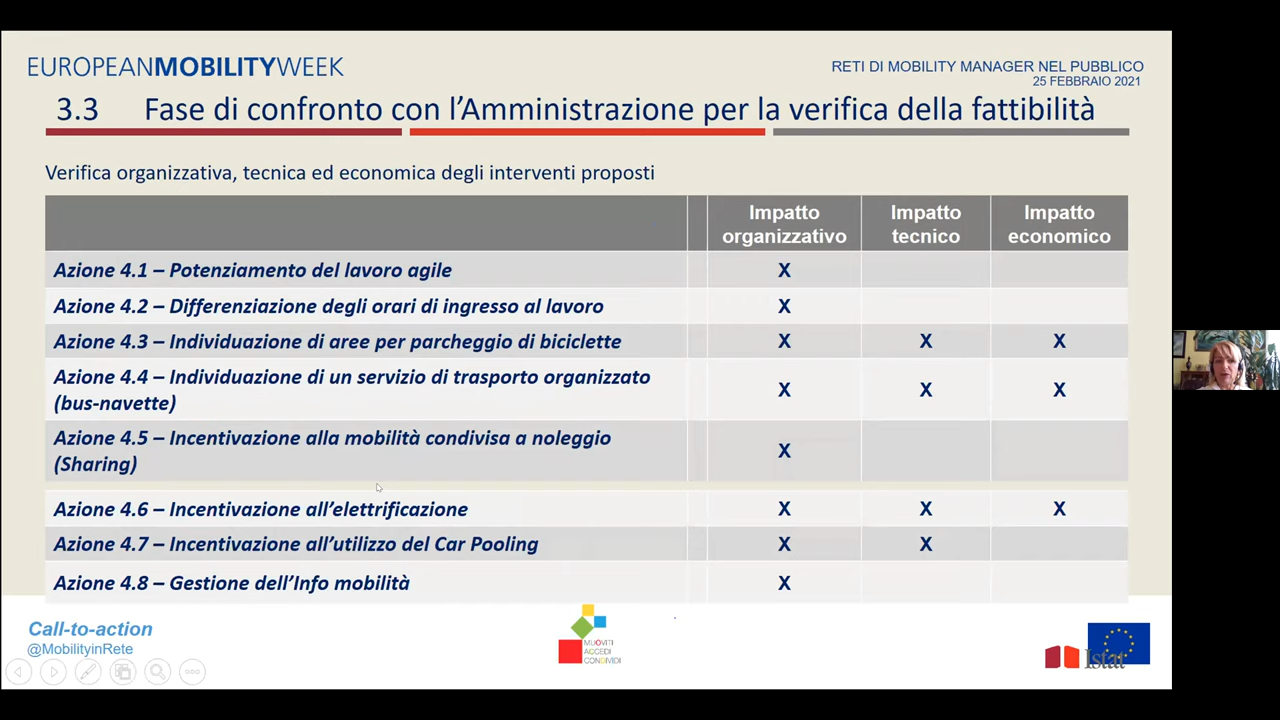 EUROPEANMOBILITYWEEK
RETI DI MOBILITY MANAGER NEL PUBBLICO
25 FEBBRAIO 2021
3.3 Fase di confronto con l'Amministrazione per la verifica della fattibilità
Verifica organizzativa, tecnica ed economica degli interventi proposti
Impatto organizzativo Impatto tecnico Impatto economico
Azione 4.1 – Potenziamento del lavoro agile X
Azione 4.2 – Differenziazione degli orari di ingresso al lavoro X
Azione 4.3 – Individuazione di aree per parcheggio di biciclette X X X
Azione 4.4 – Individuazione di un servizio di trasporto organizzato
(bus-navette) X X X
Azione 4.5 – Incentivazione alla mobilità condivisa a noleggio
(Sharing) X
Azione 4.6 – Incentivazione all'elettrificazione X X X
Azione 4.7 – Incentivazione all'utilizzo del Car Pooling X X
Azione 4.8 – Gestione dell'Info mobilità X
Call-to-action
@MobilityinRete
MUOVITI
ACCEDI
CONDIVIDI
Istat